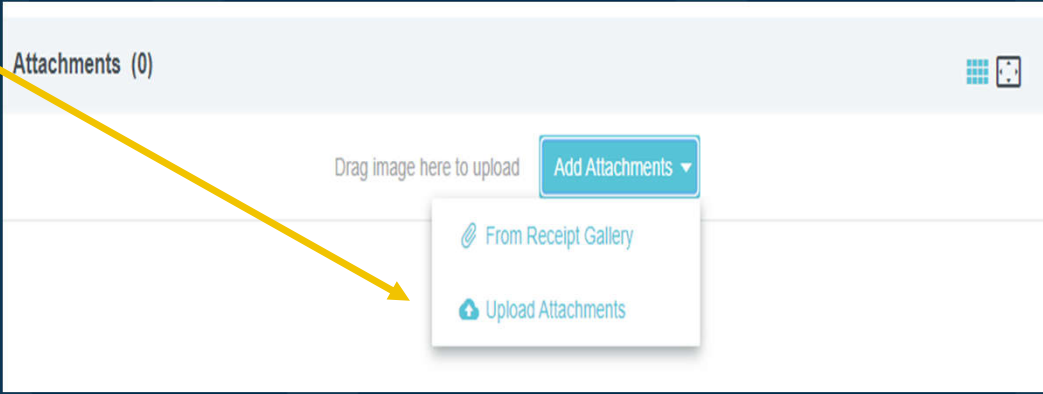 Attachments (0)
Drag image here to upload
Add Attachments
From Receipt Gallery
Upload Attachments